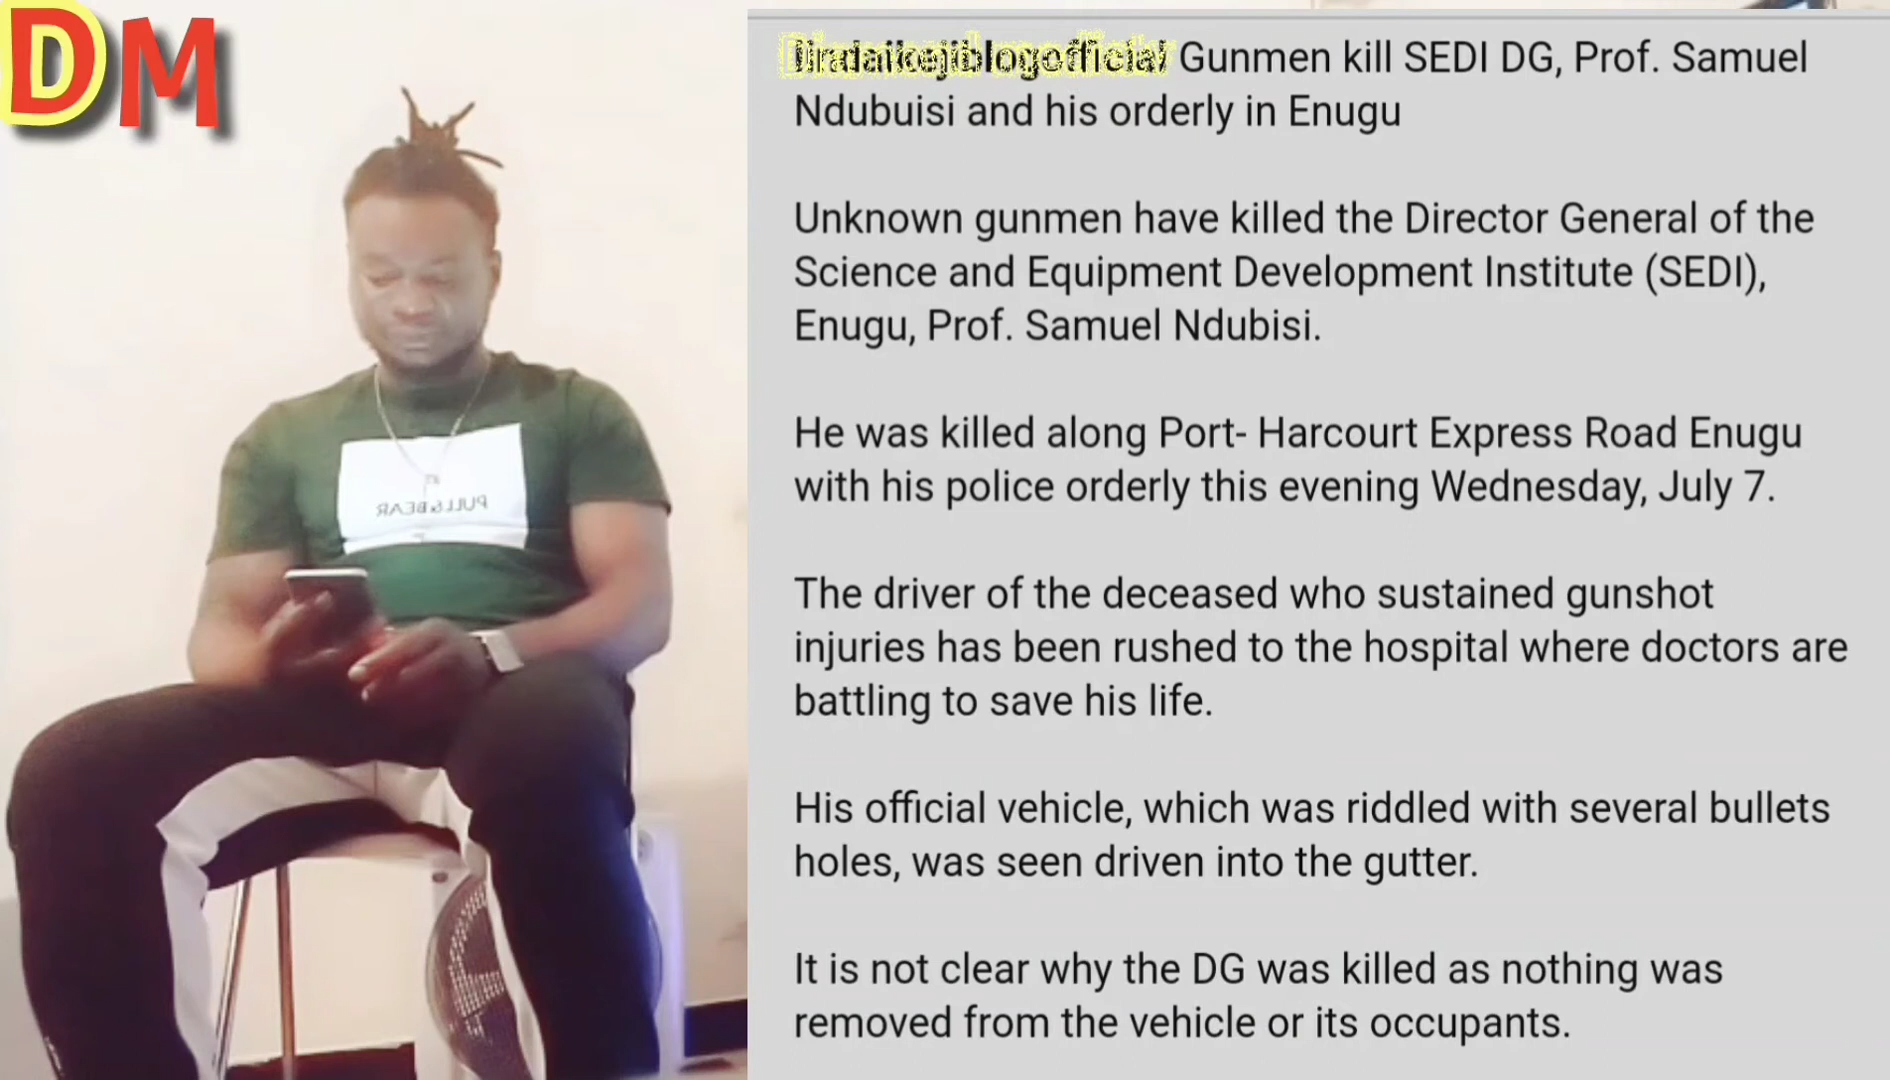 DM
lindaikejiblogofficial Gunmen kill SEDI DG, Prof. Samuel
Ndubuisi and his orderly in Enugu
Unknown gunmen have killed the Director General of the
Science and Equipment Development Institute (SEDI),
Enugu, Prof. Samuel Ndubisi.
He was killed along Port- Harcourt Express Road Enugu
with his police orderly this evening Wednesday, July 7.
The driver of the deceased who sustained gunshot
injuries has been rushed to the hospital where doctors are
battling to save his life.
His official vehicle, which was riddled with several bullets
holes, was seen driven into the gutter.
It is not clear why the DG was killed as nothing was
removed from the vehicle or its occupants.
PULL&BEAR